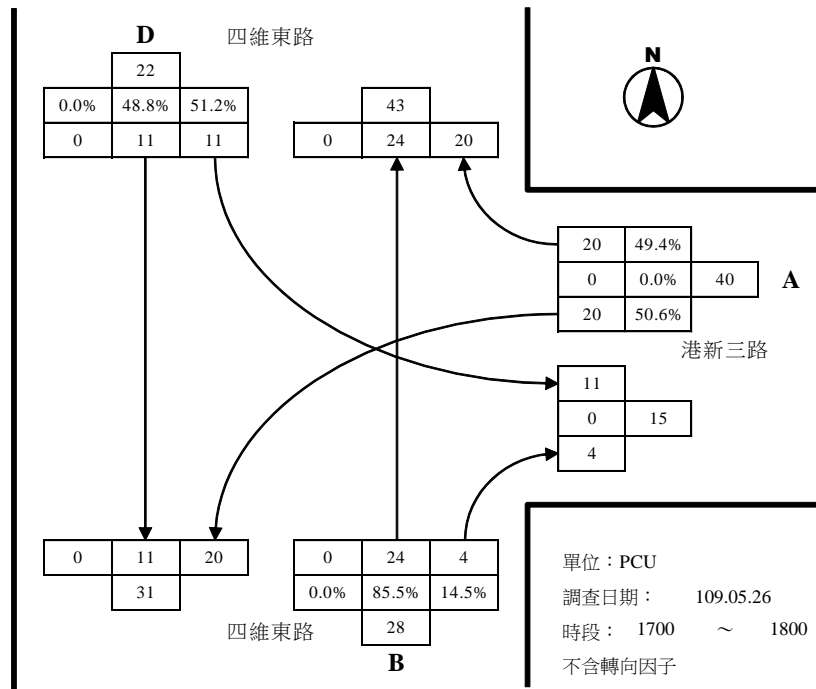 D 四維東路
22
0.0% 48.8% 51.2%
0 11 11
43
0 24 20
N
20 49.4%
0 0.0% 40
20 50.6%
A
港新三路
11
0 15
4
0 11 20
31
0 24 4
0.0% 85.5% 14.5%
28
四維東路
B
單位：PCU
調查日期： 109.05.26
時段： 1700 ～ 1800
不含轉向因子